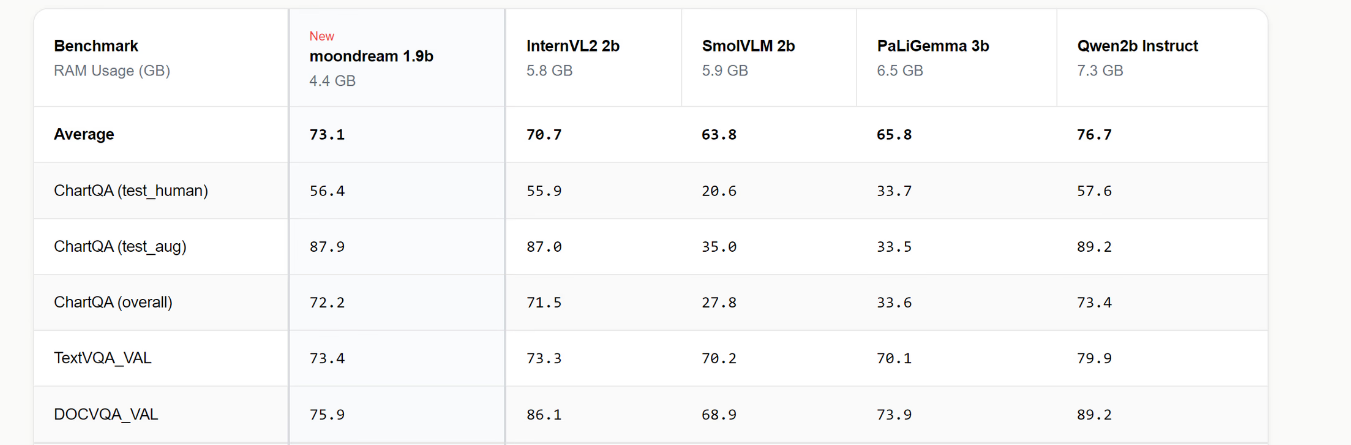 Benchmark
RAM Usage (GB)
New
moondream 1.9b
4.4 GB
InternVL2 2b
5.8 GB
SmolVLM 2b
5.9 GB
PaLiGemma 3b
6.5 GB
Qwen2b Instruct
7.3 GB
Average 73.1 70.7 63.8 65.8 76.7
ChartQA (test_human) 56.4 55.9 20.6 33.7 57.6
ChartQA (test_aug) 87.9 87.0 35.0 33.5 89.2
ChartQA (overall) 72.2 71.5 27.8 33.6 73.4
TextVQA_VAL 73.4 73.3 70.2 70.1 79.9
DOCVQA_VAL 75.9 86.1 68.9 73.9 89.2